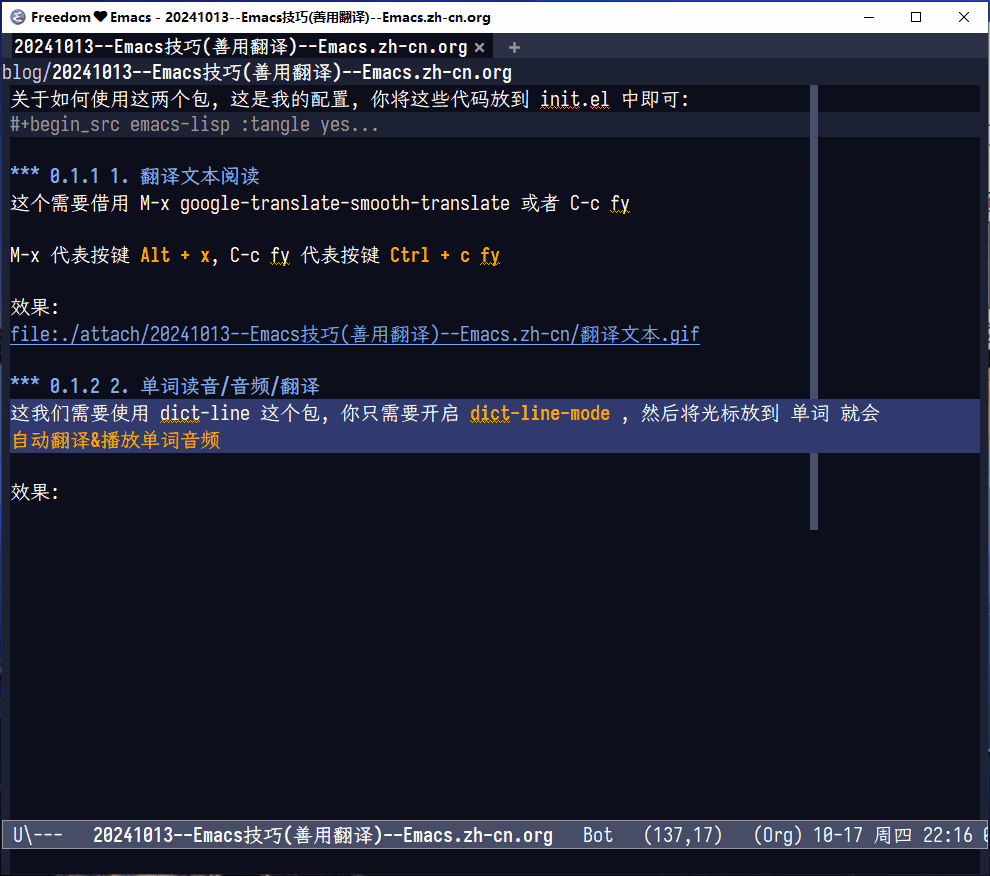 Freedom❤Emacs - 20241013--Emacs技巧(善用翻译)--Emacs.zh-cn.org
20241013--Emacs技巧(善用翻译)--Emacs.zh-cn.org × +
blog/20241013--Emacs技巧(善用翻译)--Emacs.zh-cn.org
关于如何使用这两个包，这是我的配置，你将这些代码放到 init.el 中即可:
#+begin_src emacs-lisp :tangle yes...
*** 0.1.1 1. 翻译文本阅读
这个需要借用 M-x google-translate-smooth-translate 或者 C-c fy
M-x 代表按键 Alt + x, C-c fy 代表按键 Ctrl + c fy
效果:
file:./attach/20241013--Emacs技巧(善用翻译)--Emacs.zh-cn/翻译文本.gif
*** 0.1.2 2. 单词读音/音频/翻译
这我们需要使用 dict-line 这个包，你只需要开启 dict-line-mode ，然后将光标放到 单词 就会
自动翻译&播放单词音频
效果:
U\--- 20241013--Emacs技巧(善用翻译)--Emacs.zh-cn.org Bot (137,17) (Org) 10-17 周四 22:16